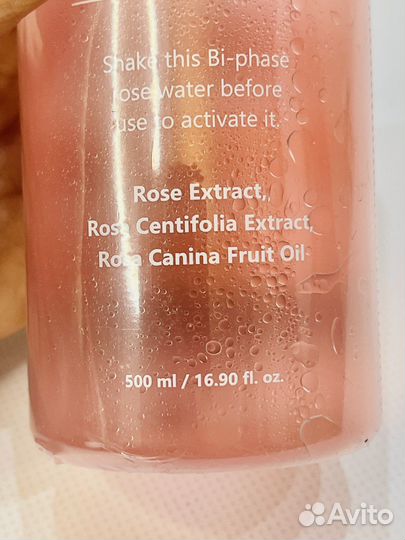 Shake this Bi-phase
rose water before
use to activate it.
Rose Extract,
Rosa Centifolia Extract,
Rosa Canina Fruit Oil
500 ml / 16.90 fl. oz.
Avito